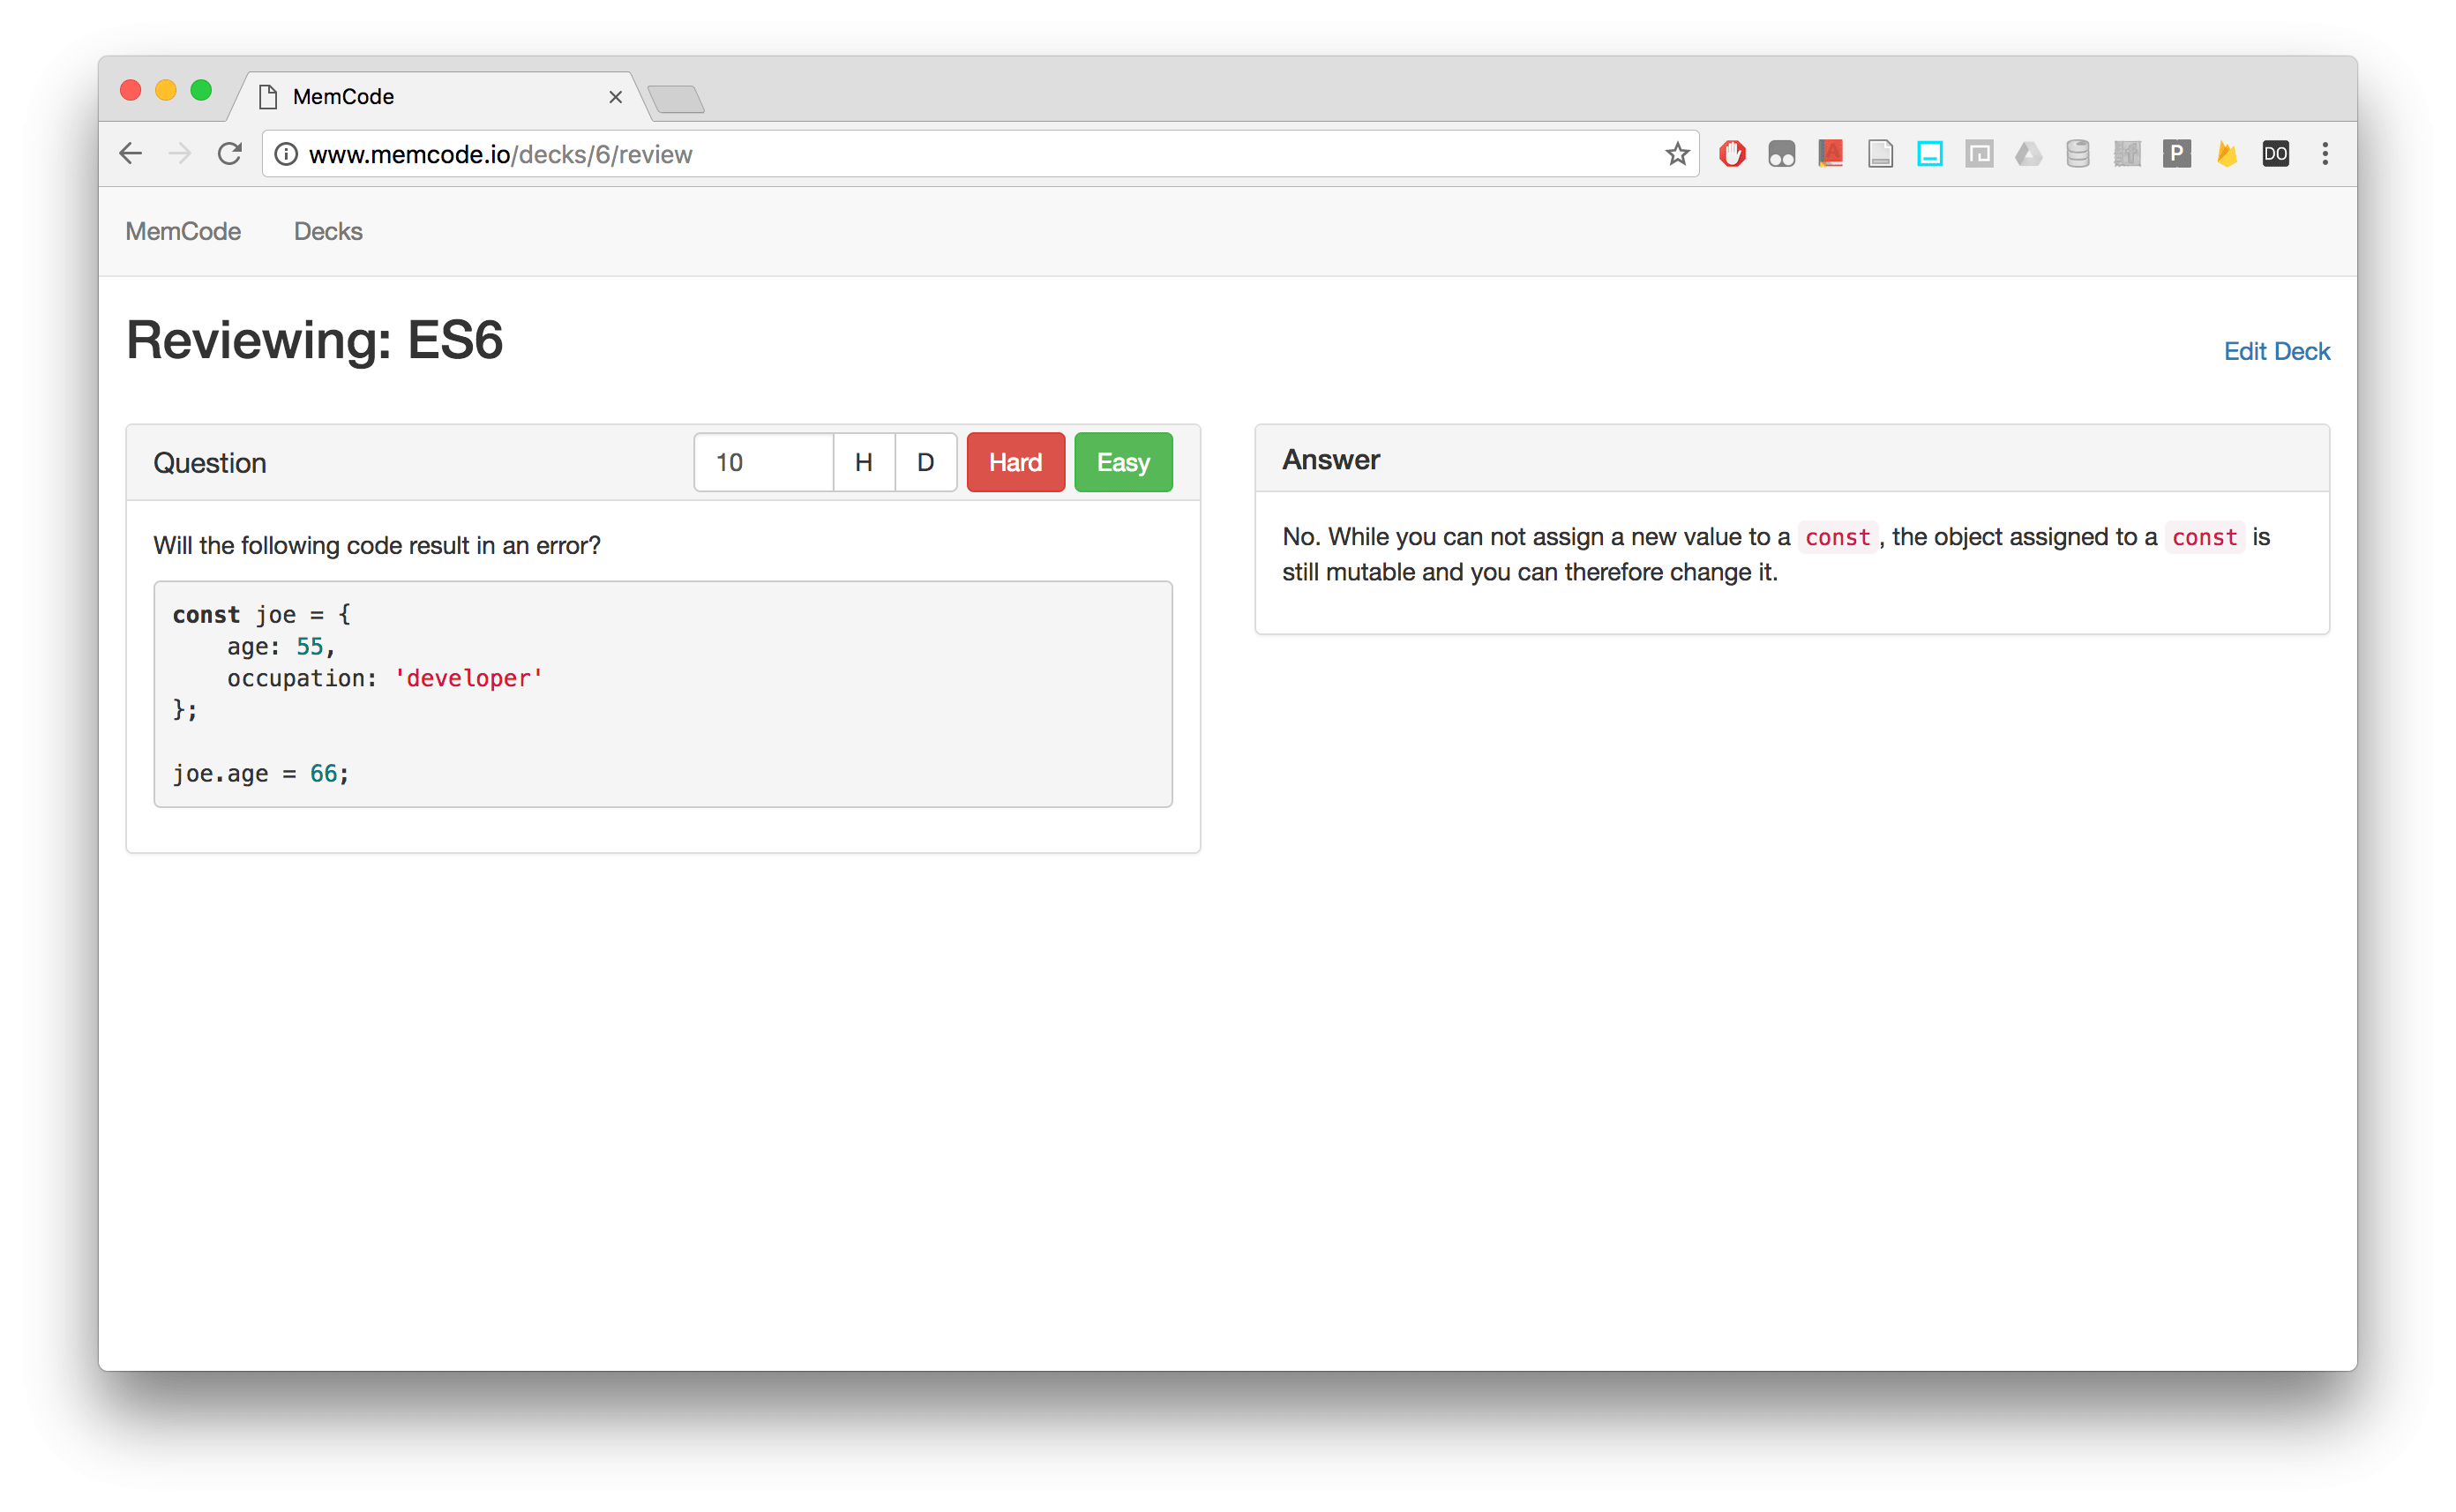 MemCode
www.memcode.io/decks/6/review
P
DO
MemCode Decks
Reviewing: ES6
Edit Deck
Question 10 H D Hard Easy
Will the following code result in an error?
const joe = {
    age: 55,
    occupation: 'developer'
};
joe.age = 66;
Answer
No. While you can not assign a new value to a const, the object assigned to a const is
still mutable and you can therefore change it.